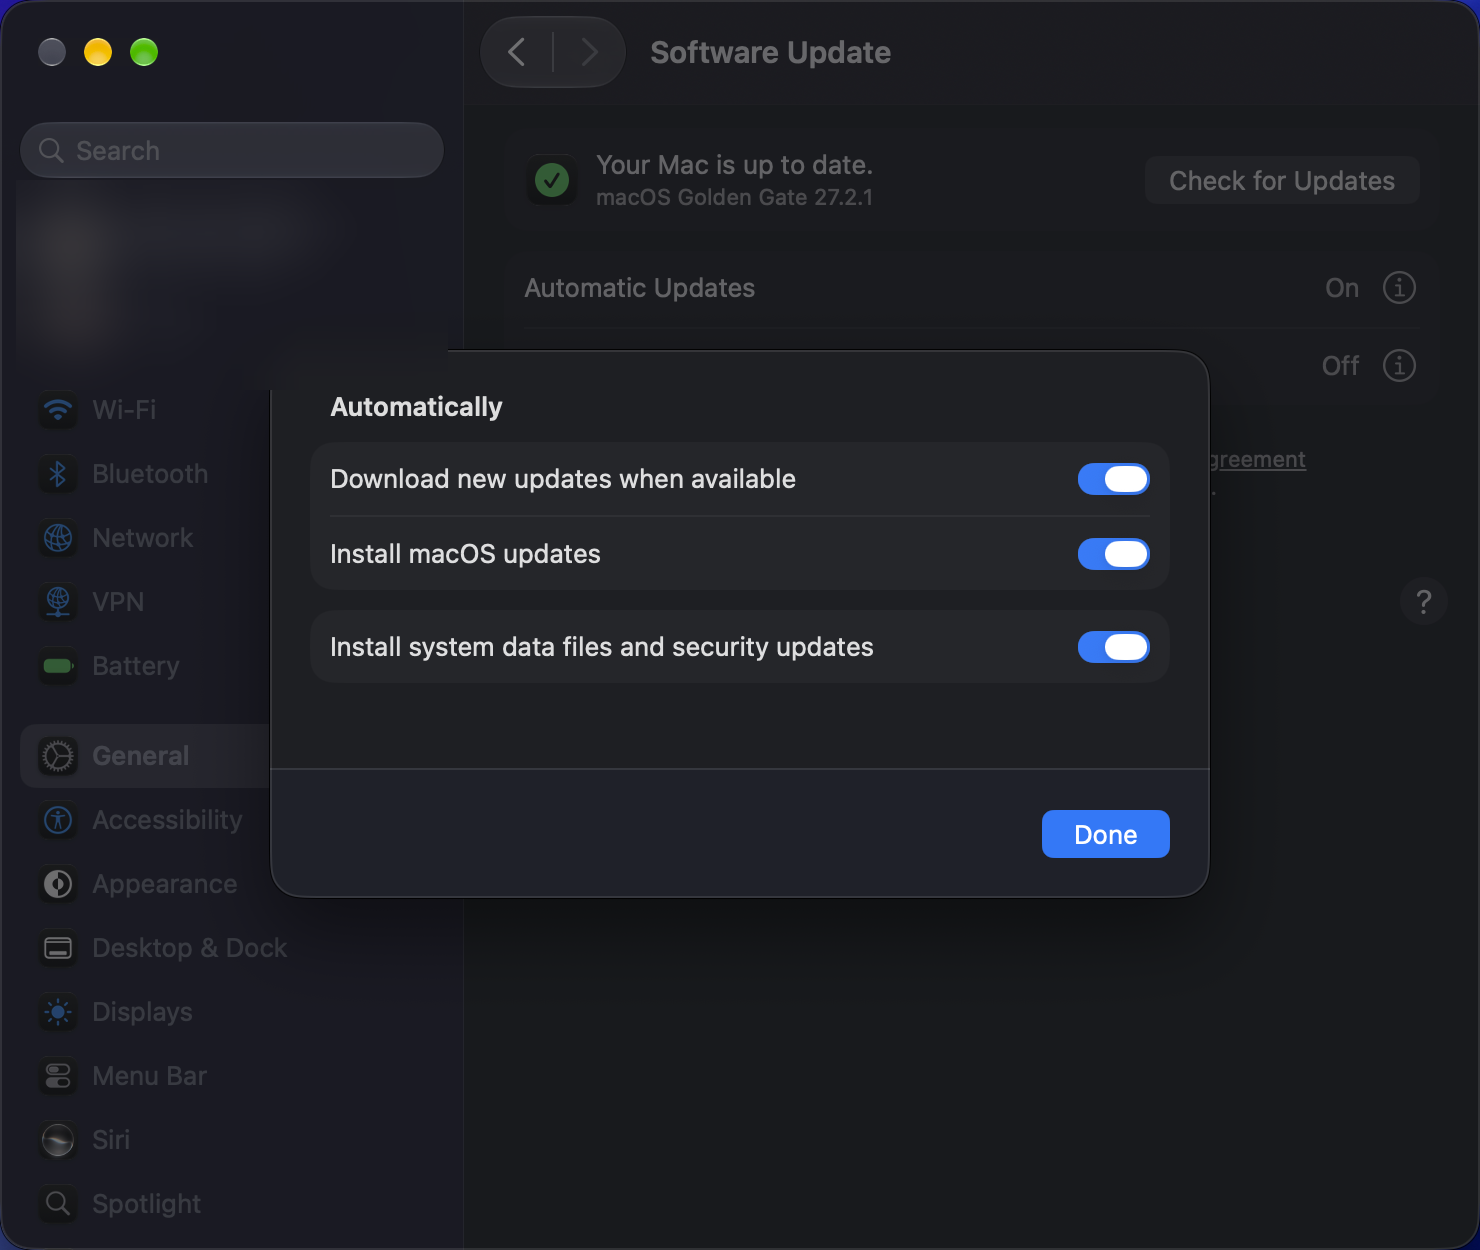 Software Update
Search
Your Mac is up to date.
macOS Golden Gate 27.2.1
Check for Updates
Automatic Updates
On
Off
Automatically
Download new updates when available
Install macOS updates
Install system data files and security updates
Done
greement
.
?
Wi-Fi
Bluetooth
Network
VPN
Battery
General
Accessibility
Appearance
Desktop & Dock
Displays
Menu Bar
Siri
Spotlight